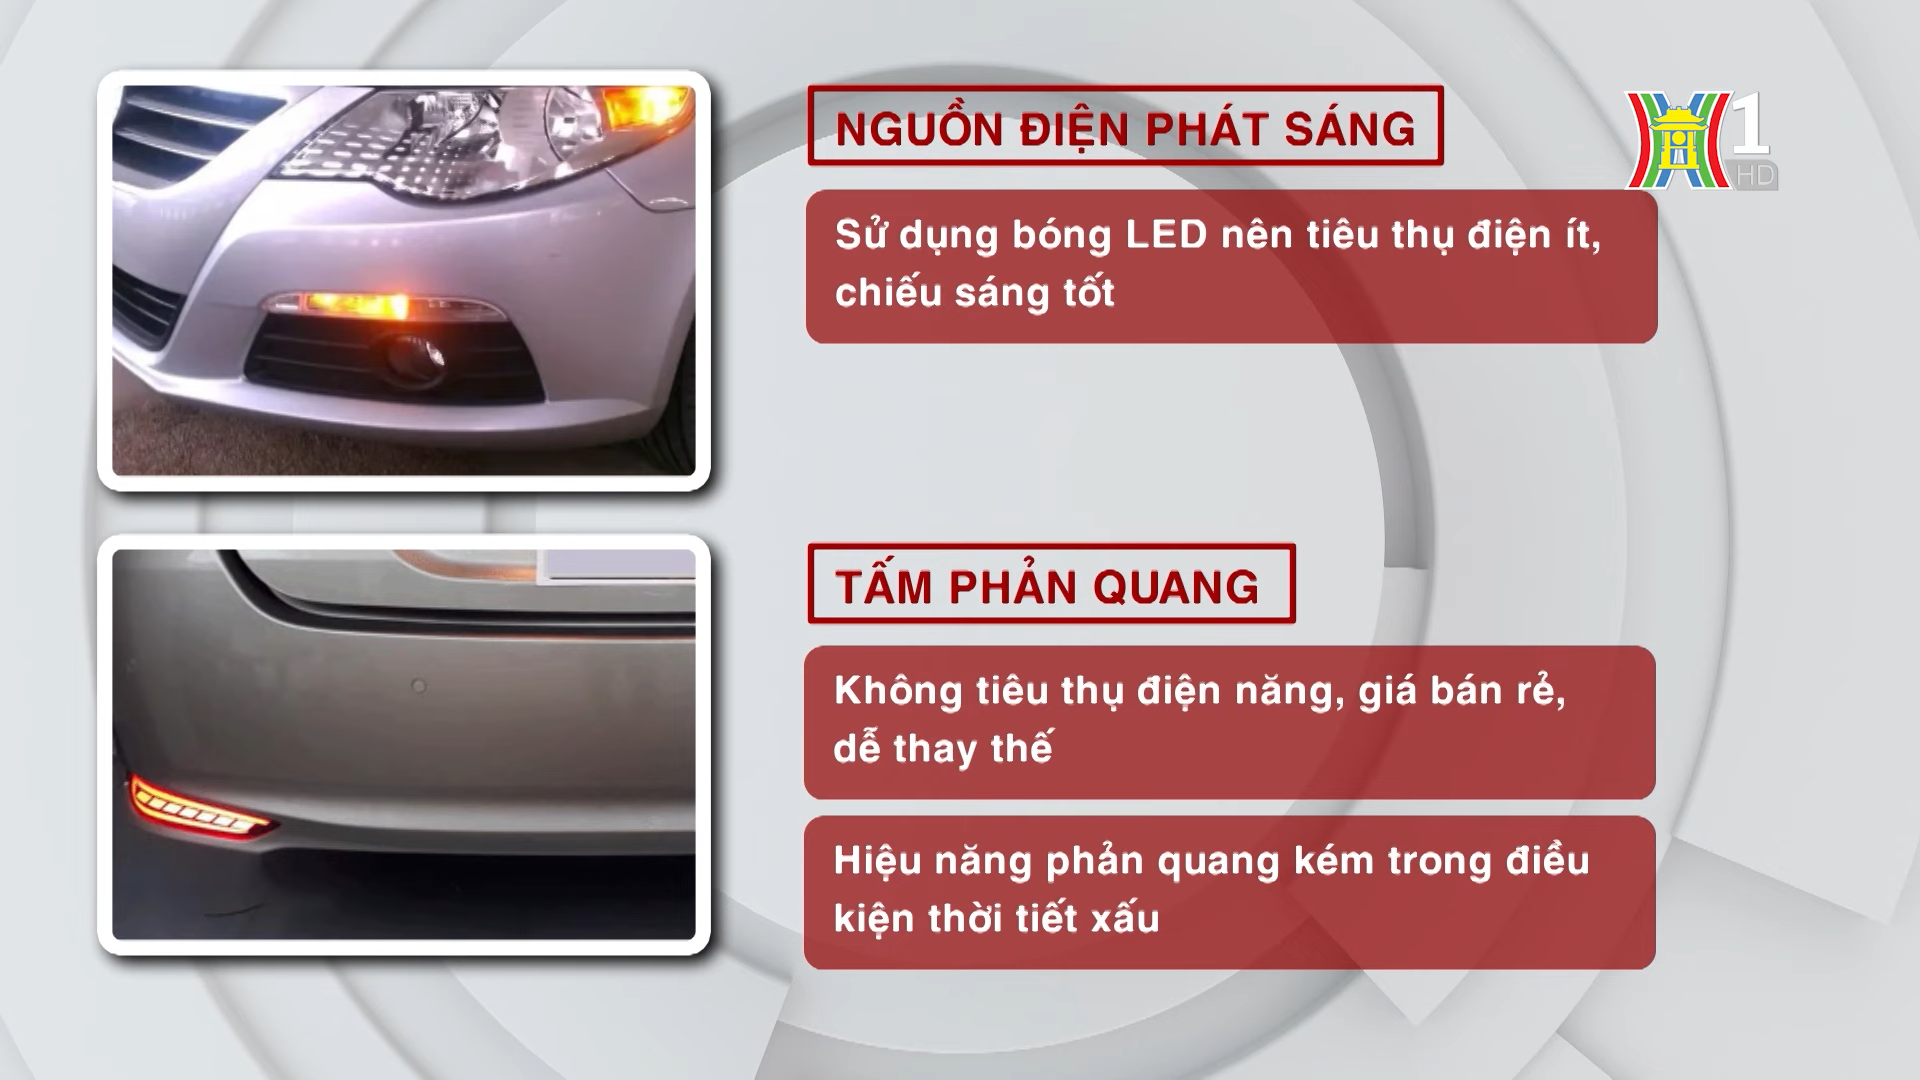 NGUỒN ĐIỆN PHÁT SÁNG
1
HD
Sử dụng bóng LED nên tiêu thụ điện ít,
chiếu sáng tốt
TẤM PHẢN QUANG
Không tiêu thụ điện năng, giá bán rẻ,
dễ thay thế
Hiệu năng phản quang kém trong điều
kiện thời tiết xấu